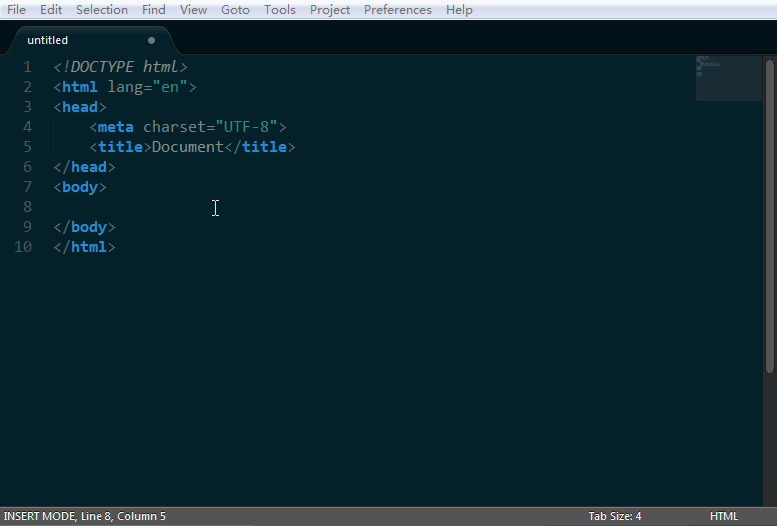 File Edit Selection Find View Goto Tools Project Preferences Help
untitled
1 <!DOCTYPE html>
2 <html lang="en">
3 <head>
4     <meta charset="UTF-8">
5     <title>Document</title>
6 </head>
7 <body>
8
9 </body>
10 </html>
INSERT MODE, Line 8, Column 5 Tab Size: 4 HTML